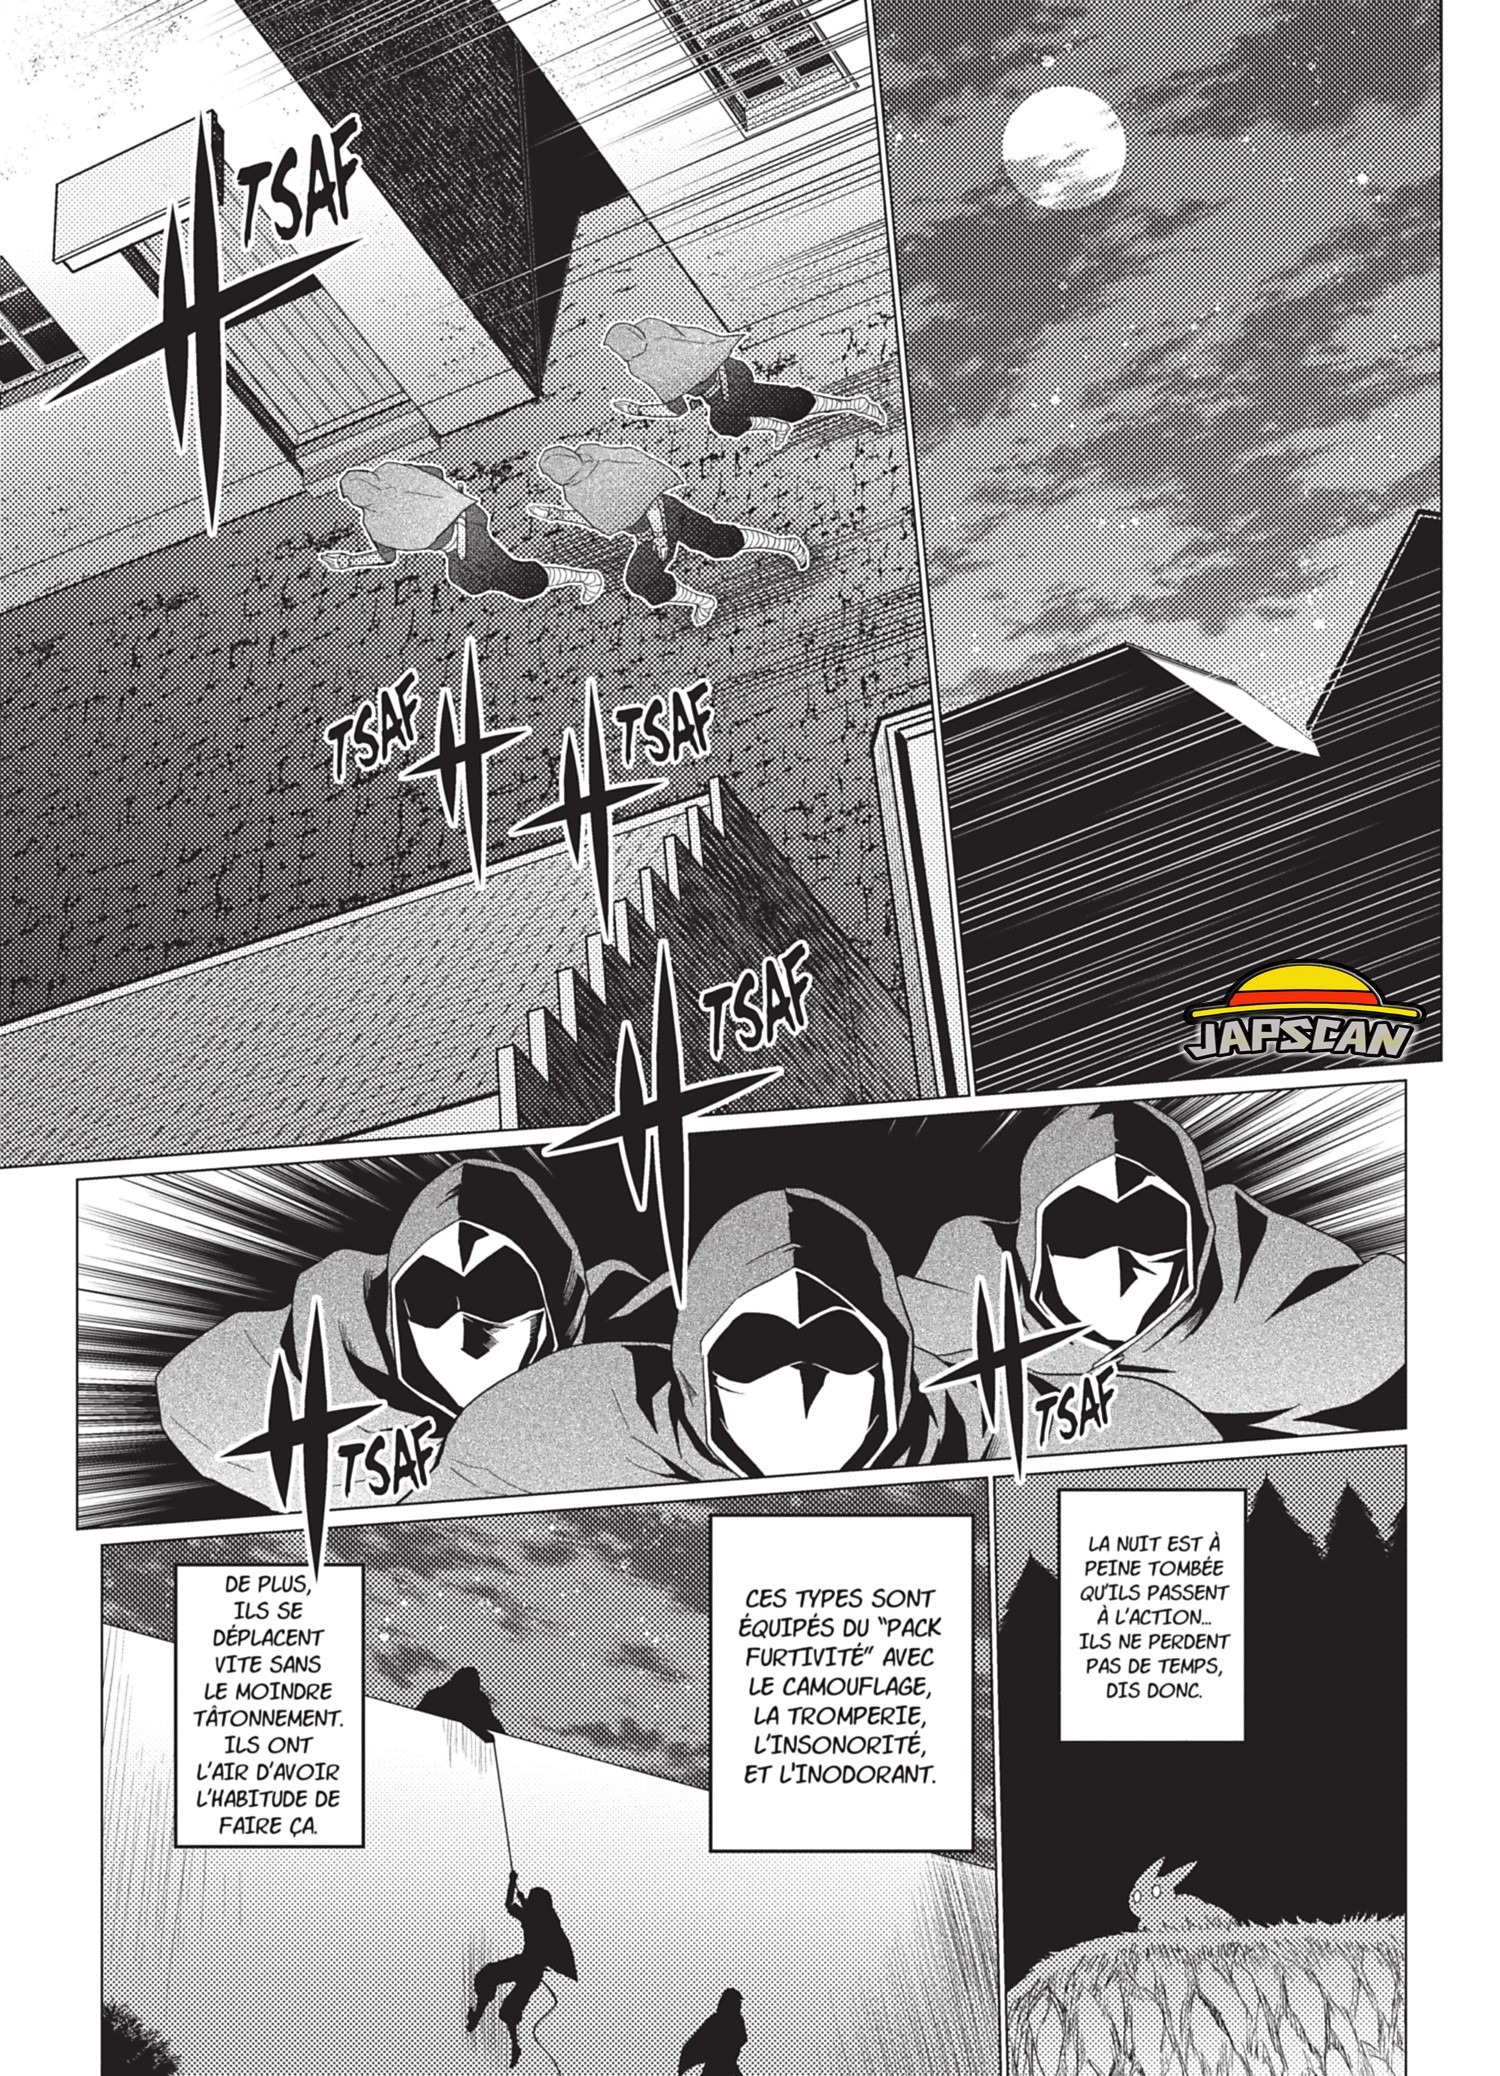 TSAF
TSAF
TSAF
TSAF
JAPSCAN
TSAF
TSAF
LA NUIT EST À
PEINE TOMBÉE
QU'ILS PASSENT
À L'ACTION...
ILS NE PERDENT
PAS DE TEMPS,
DIS DONC.
CES TYPES SONT
ÉQUIPÉS DU "PACK
FURTIVITÉ" AVEC
LE CAMOUFLAGE,
LA TROMPERIE,
L'INSONORITÉ,
ET L'INODORANT.
DE PLUS,
ILS SE
DÉPLACENT
VITE SANS
LE MOINDRE
TÂTONNEMENT.
ILS ONT
L'AIR D'AVOIR
L'HABITUDE DE
FAIRE ÇA.